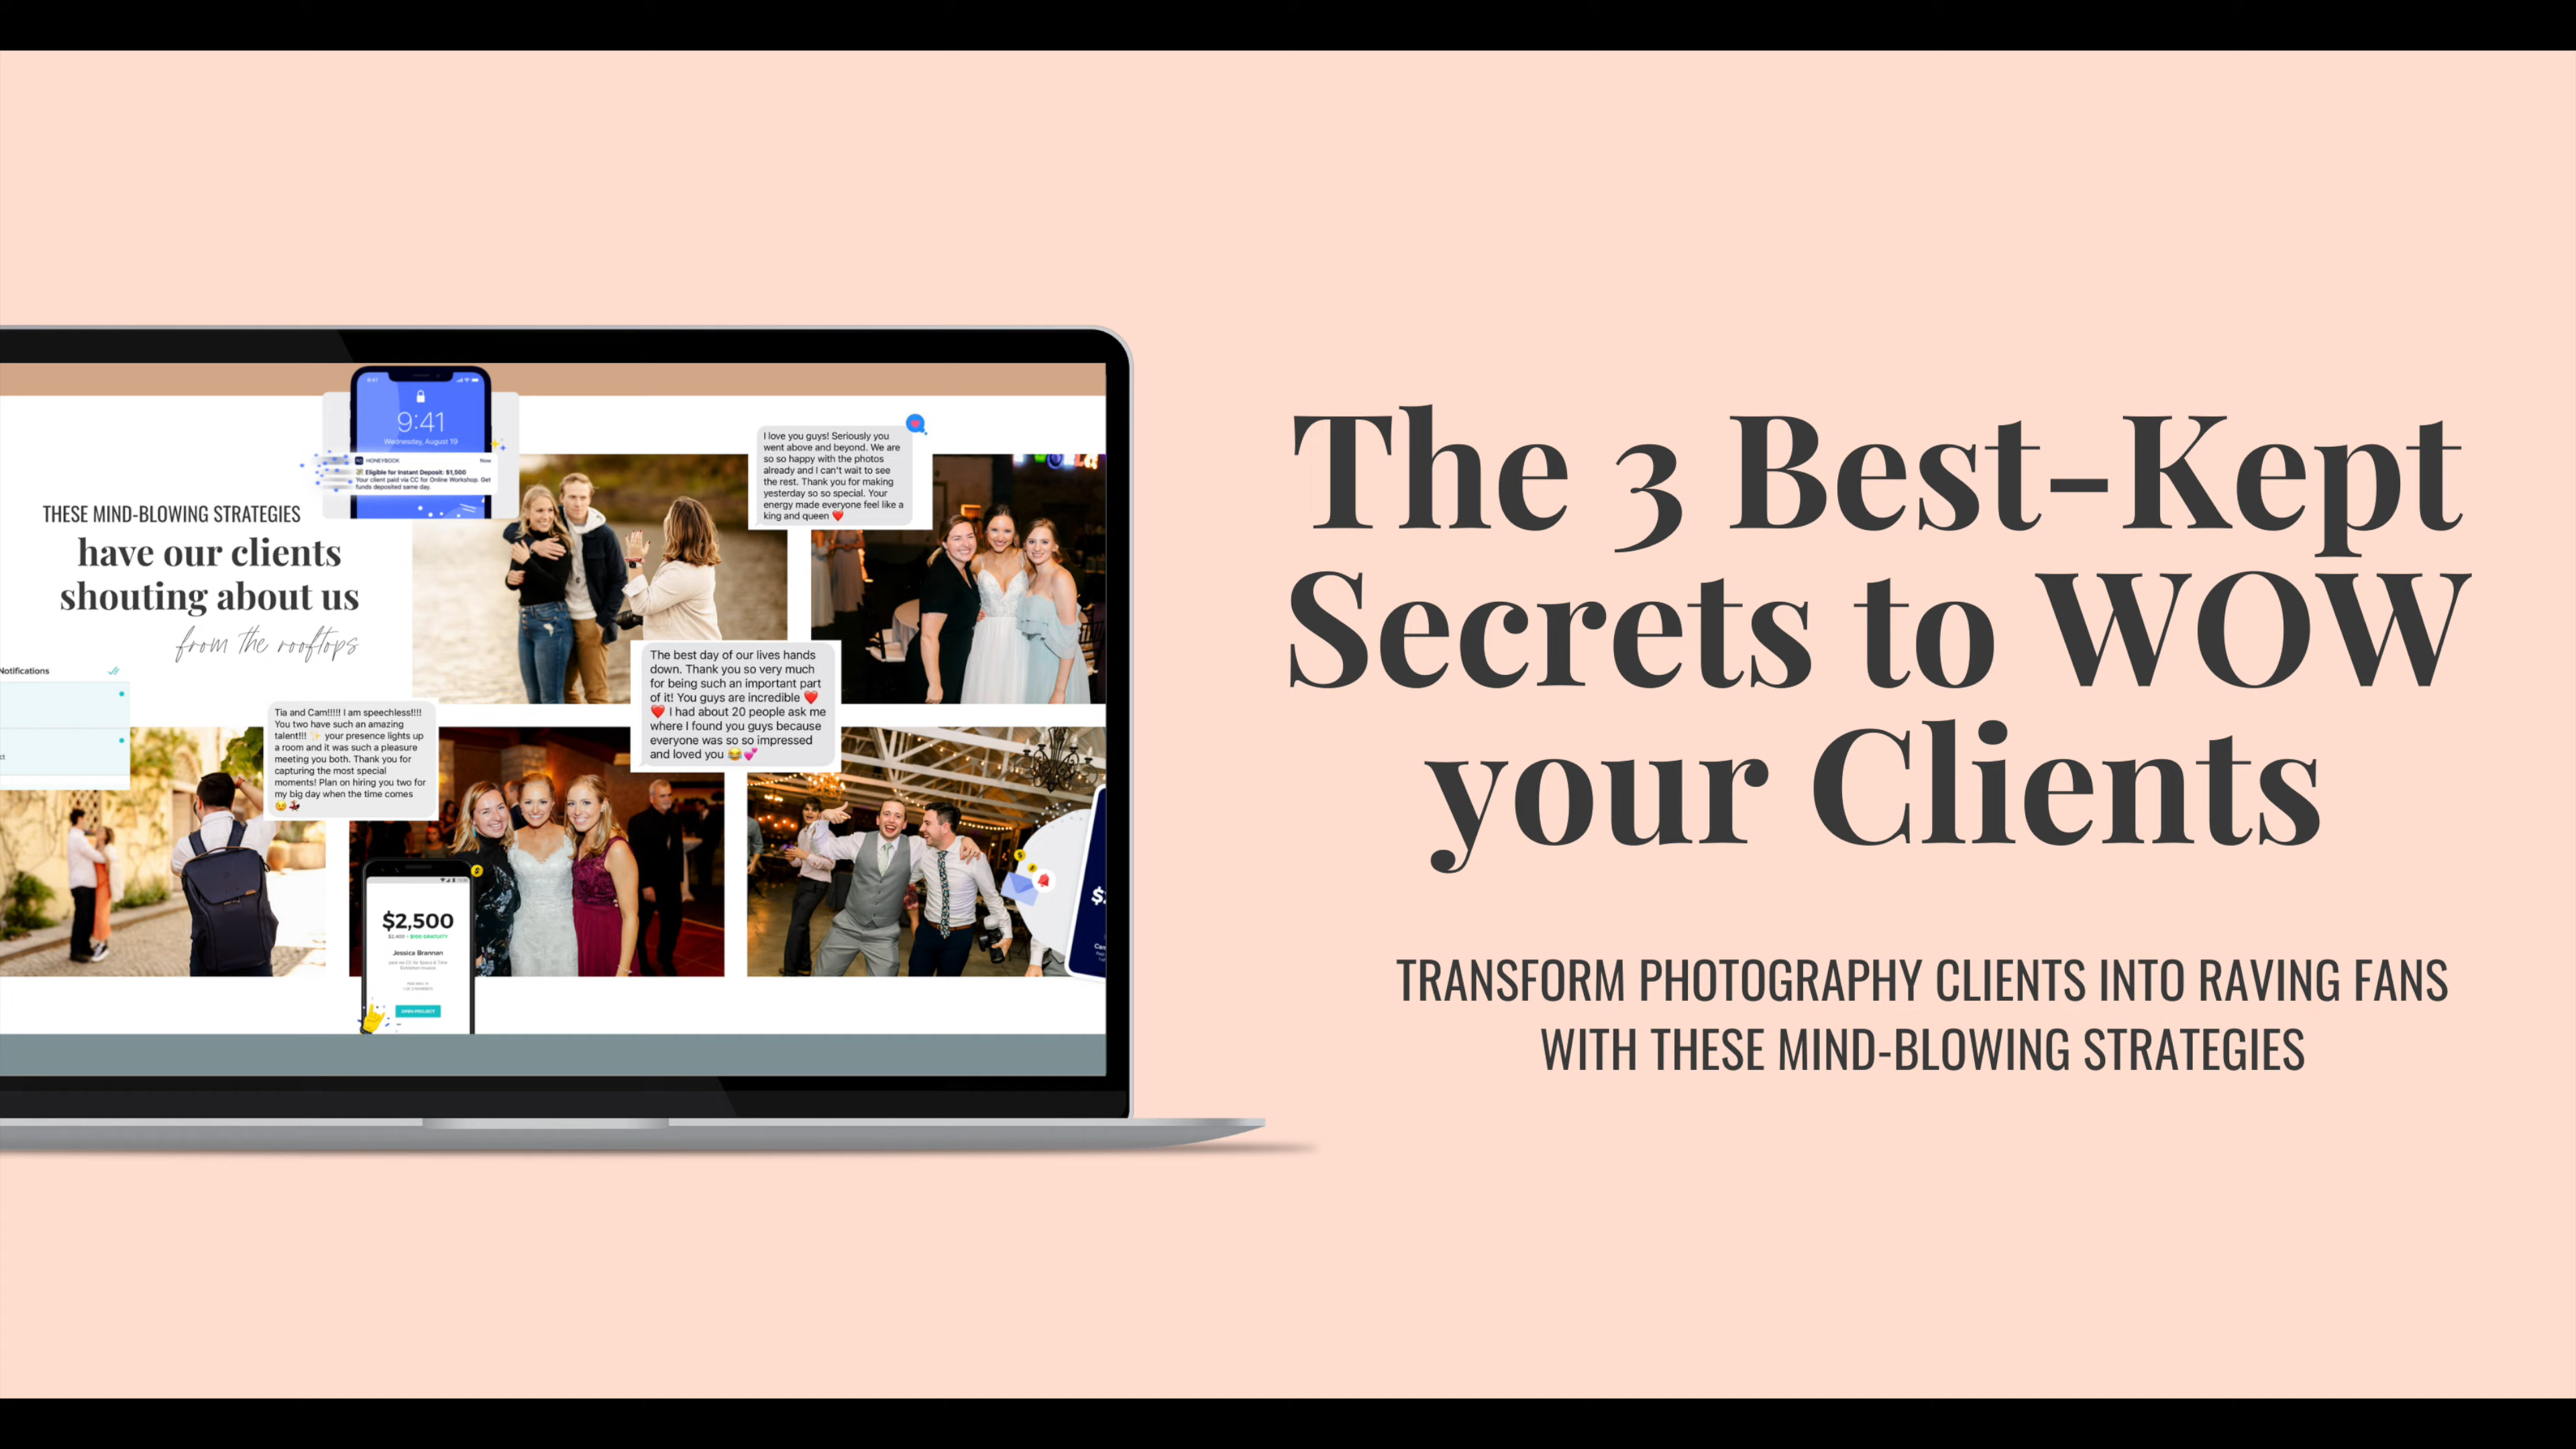 The 3 Best-Kept
Secrets to WOW
your Clients
TRANSFORM PHOTOGRAPHY CLIENTS INTO RAVING FANS
WITH THESE MIND-BLOWING STRATEGIES
THESE MIND-BLOWING STRATEGIES
have our clients
shouting about us
from the rooftops
9:41
9:41
Wednesday, August 19
HONEYBOOK
Now
Eligible for Instant Deposit: $1,500
Your client paid via CC for Online Workshop. Get
funds deposited same day.
I love you guys! Seriously you
went above and beyond. We are
so so happy with the photos
already and I can't wait to see
the rest. Thank you for making
yesterday so so special. Your
energy made everyone feel like a
king and queen ❤️
The best day of our lives hands
down. Thank you so very much
for being such an important part
of it! You guys are incredible ❤️
❤️ I had about 20 people ask me
where I found you guys because
everyone was so so impressed
and loved you 😂💕
Notifications
Tia and Cam!!!!! I am speechless!!!!
You two have such an amazing
talent!!! ✨ your presence lights up
a room and it was such a pleasure
meeting you both. Thank you for
capturing the most special
moments! Plan on hiring you two for
my big day when the time comes
😉💃
$2,500
$2,400 + $100 GRATUITY
Jessica Brannan
OPEN PROJECT